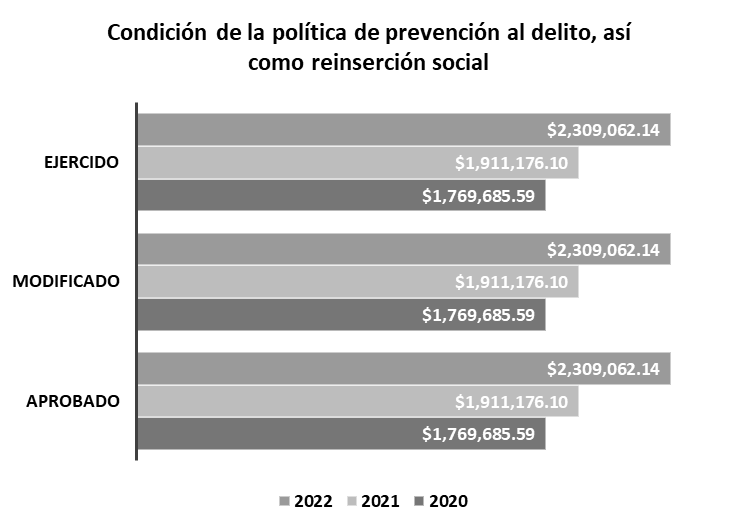 Condición de la política de prevención al delito, así
como reinserción social
$2,309,062.14
EJERCIDO
$1,911,176.10
$1,769,685.59
$2,309,062.14
MODIFICADO
$1,911,176.10
$1,769,685.59
$2,309,062.14
APROBADO
$1,911,176.10
$1,769,685.59
2022 2021 2020